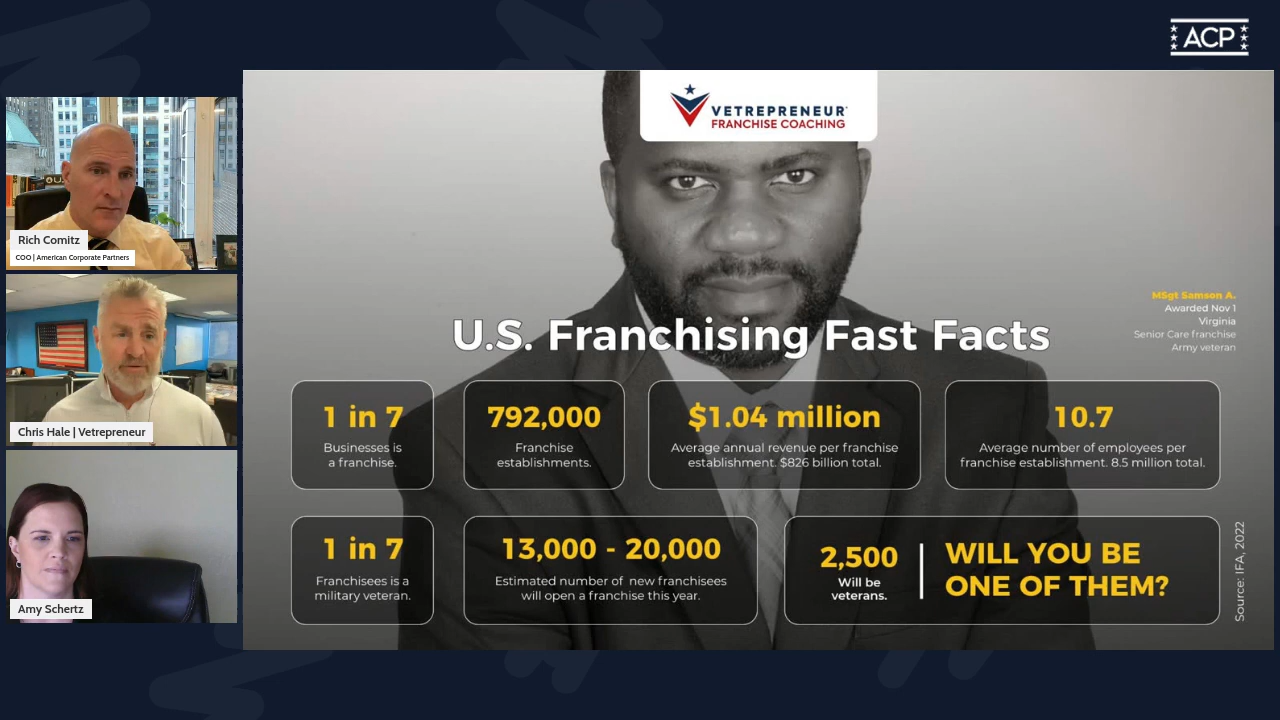 ACP
VETREPRENEUR
FRANCHISE COACHING
Rich Comitz
COO | American Corporate Partners
Chris Hale | Vetrepreneur
Amy Schertz
MSgt Samson A.
Awarded Nov 1
Virginia
Senior Care franchise
Army veteran
U.S. Franchising Fast Facts
1 in 7
Businesses is
a franchise.
792,000
Franchise
establishments.
$1.04 million
Average annual revenue per franchise
establishment. $826 billion total.
10.7
Average number of employees per
franchise establishment. 8.5 million total.
1 in 7
Franchisees is a
military veteran.
13,000 - 20,000
Estimated number of new franchisees
will open a franchise this year.
2,500
Will be
veterans.
WILL YOU BE
ONE OF THEM?
Source: IFA, 2022